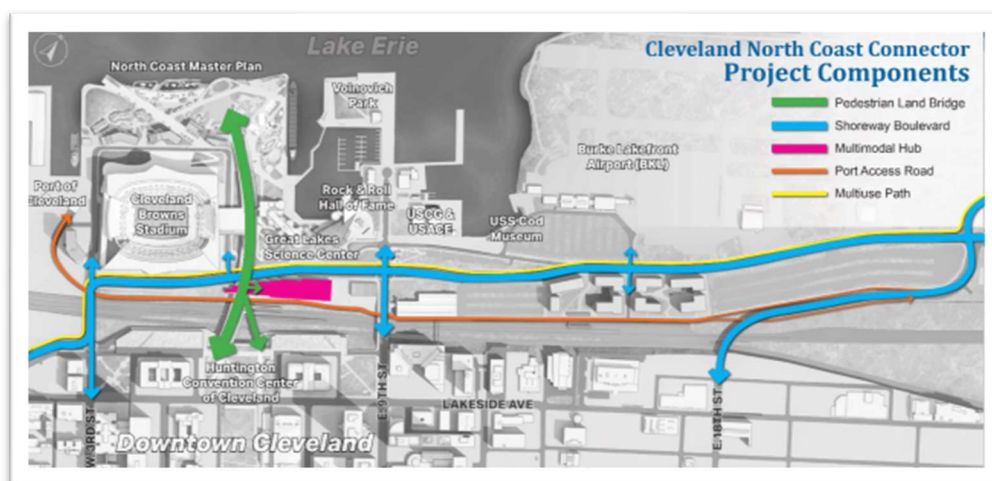 Lake Erie
Cleveland North Coast Connector
Project Components
North Coast Master Plan
Pedestrian Land Bridge
Voinovich
Park
Shoreway Boulevard
Multimodal Hub
Burke Lakefront
Airport (BKL)
Port Access Road
Multiuse Path
Port of
Cleveland
Cleveland
Browns
Stadium
Rock & Roll
Hall of Fame
USCG &
USACE
USS Cod
Museum
Great Lakes
Science Center
Huntington
Convention Center
of Cleveland
LAKESIDE AVE
W 3RD ST
E 9TH ST
E 18TH ST
Downtown Cleveland